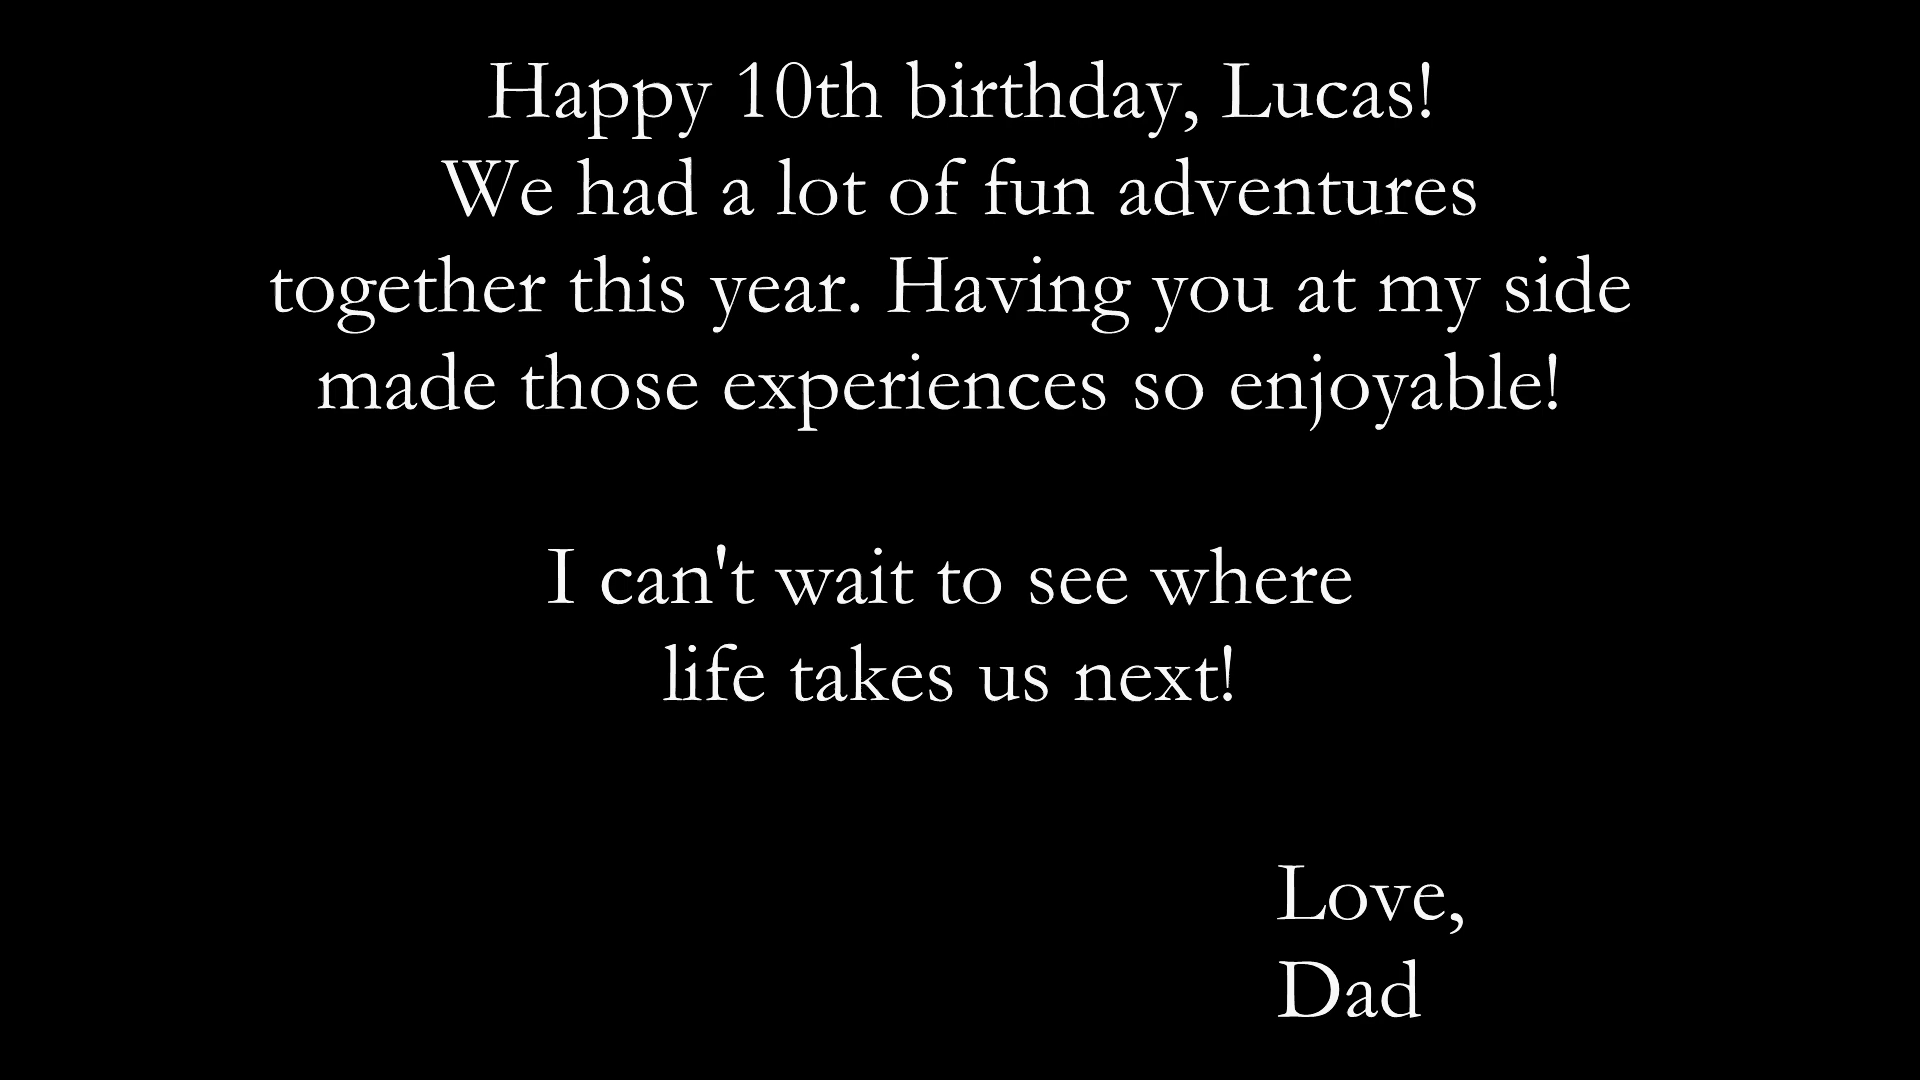 Happy 10th birthday, Lucas!
We had a lot of fun adventures
together this year. Having you at my side
made those experiences so enjoyable!
I can't wait to see where
life takes us next!
Love,
Dad